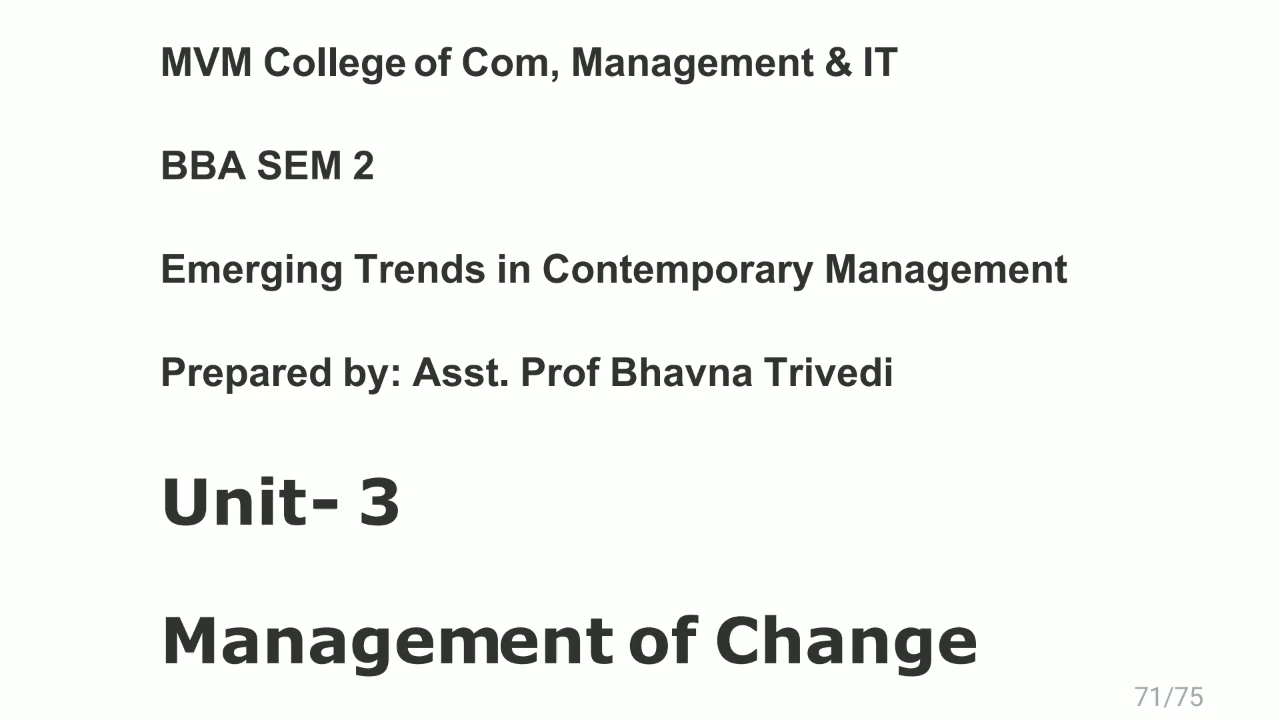 MVM College of Com, Management & IT
BBA SEM 2
Emerging Trends in Contemporary Management
Prepared by: Asst. Prof Bhavna Trivedi
Unit- 3
Management of Change
71/75